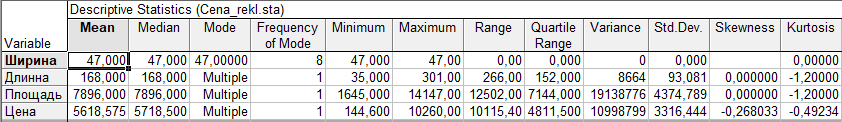 Descriptive Statistics (Cena_rekl.sta)
Variable Mean Median Mode Frequency of Mode Minimum Maximum Range Quartile Range Variance Std.Dev. Skewness Kurtosis
Ширина 47,000 47,000 47,00000 8 47,000 47,00 0,00 0,000 0 0,000 0,00000
Длинна 168,000 168,000 Multiple 1 35,000 301,00 266,00 152,000 8664 93,081 0,000000 -1,20000
Площадь 7896,000 7896,000 Multiple 1 1645,000 14147,00 12502,00 7144,000 19138776 4374,789 0,000000 -1,20000
Цена 5618,575 5718,500 Multiple 1 144,600 10260,00 10115,40 4811,500 10998799 3316,444 -0,268033 -0,49234